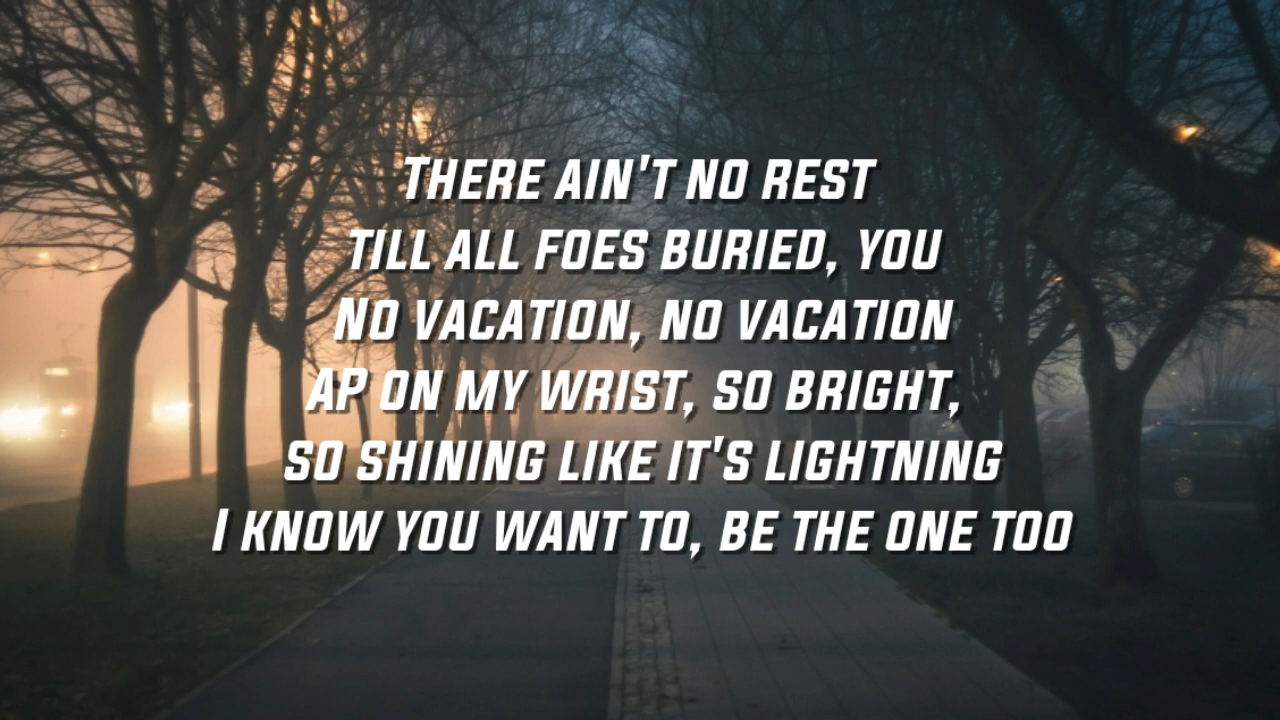 There ain't no rest
till all foes buried, you
No vacation, no vacation
AP on my wrist, so bright,
so shining like it's lightning
I know you want to, be the one too